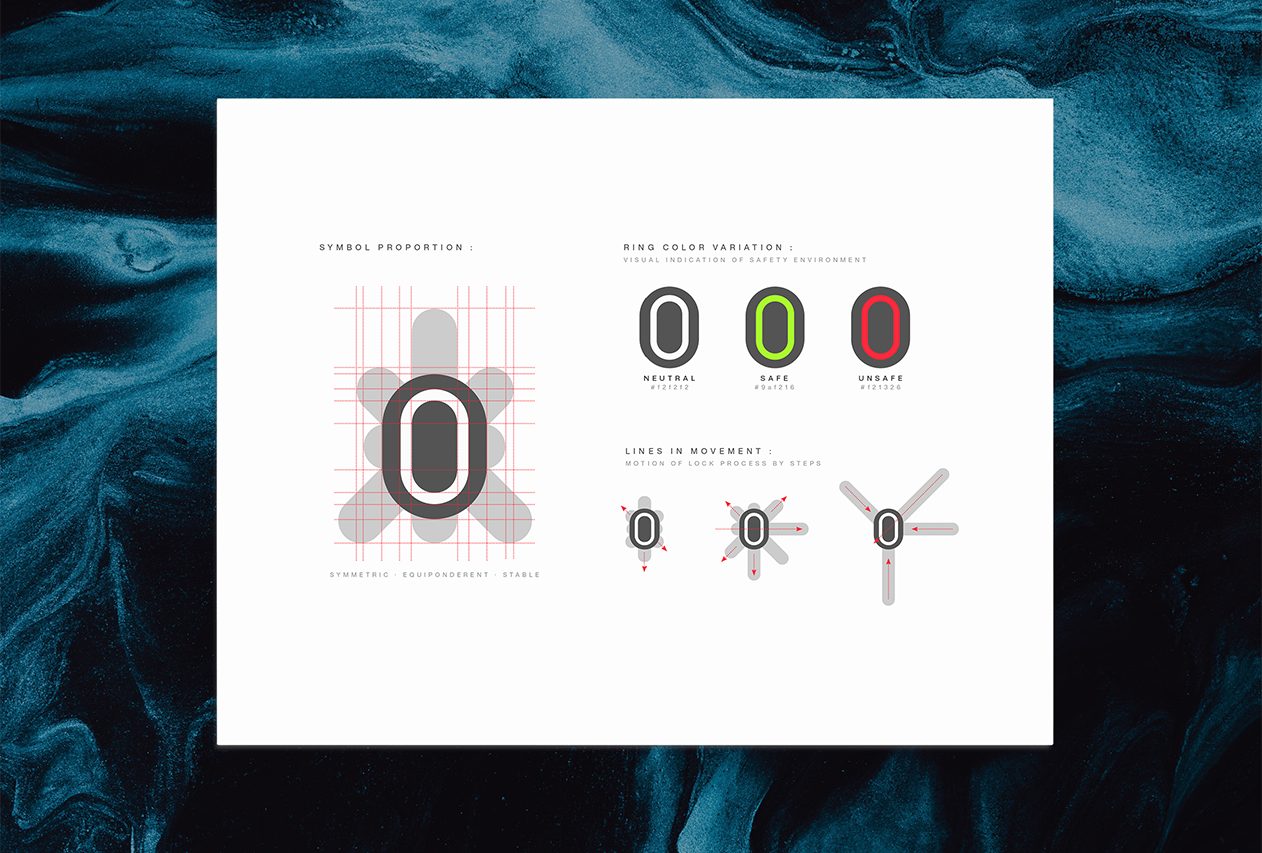 SYMBOL PROPORTION :
SYMMETRIC · EQUIPONDERENT · STABLE
RING COLOR VARIATION :
VISUAL INDICATION OF SAFETY ENVIRONMENT
NEUTRAL
#f2f2f2
SAFE
#9af216
UNSAFE
#f21326
LINES IN MOVEMENT :
MOTION OF LOCK PROCESS BY STEPS